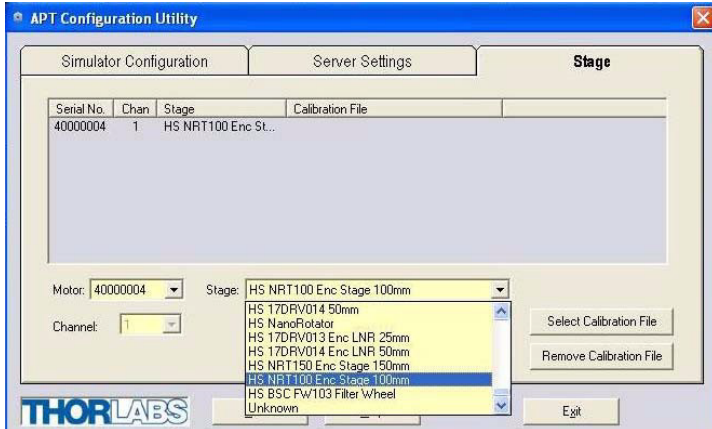 APT Configuration Utility
Simulator Configuration Server Settings Stage
Serial No. Chan Stage Calibration File
40000004 1 HS NRT100 Enc St...
Motor: 40000004 Stage: HS NRT100 Enc Stage 100mm
HS 17DRV014 50mm
HS NanoRotator
HS 17DRV013 Enc LNR 25mm
HS 17DRV014 Enc LNR 50mm
HS NRT150 Enc Stage 150mm
HS NRT100 Enc Stage 100mm
HS BSC FW103 Filter Wheel
Unknown
Channel: 1
Select Calibration File
Remove Calibration File
THORLABS
Exit